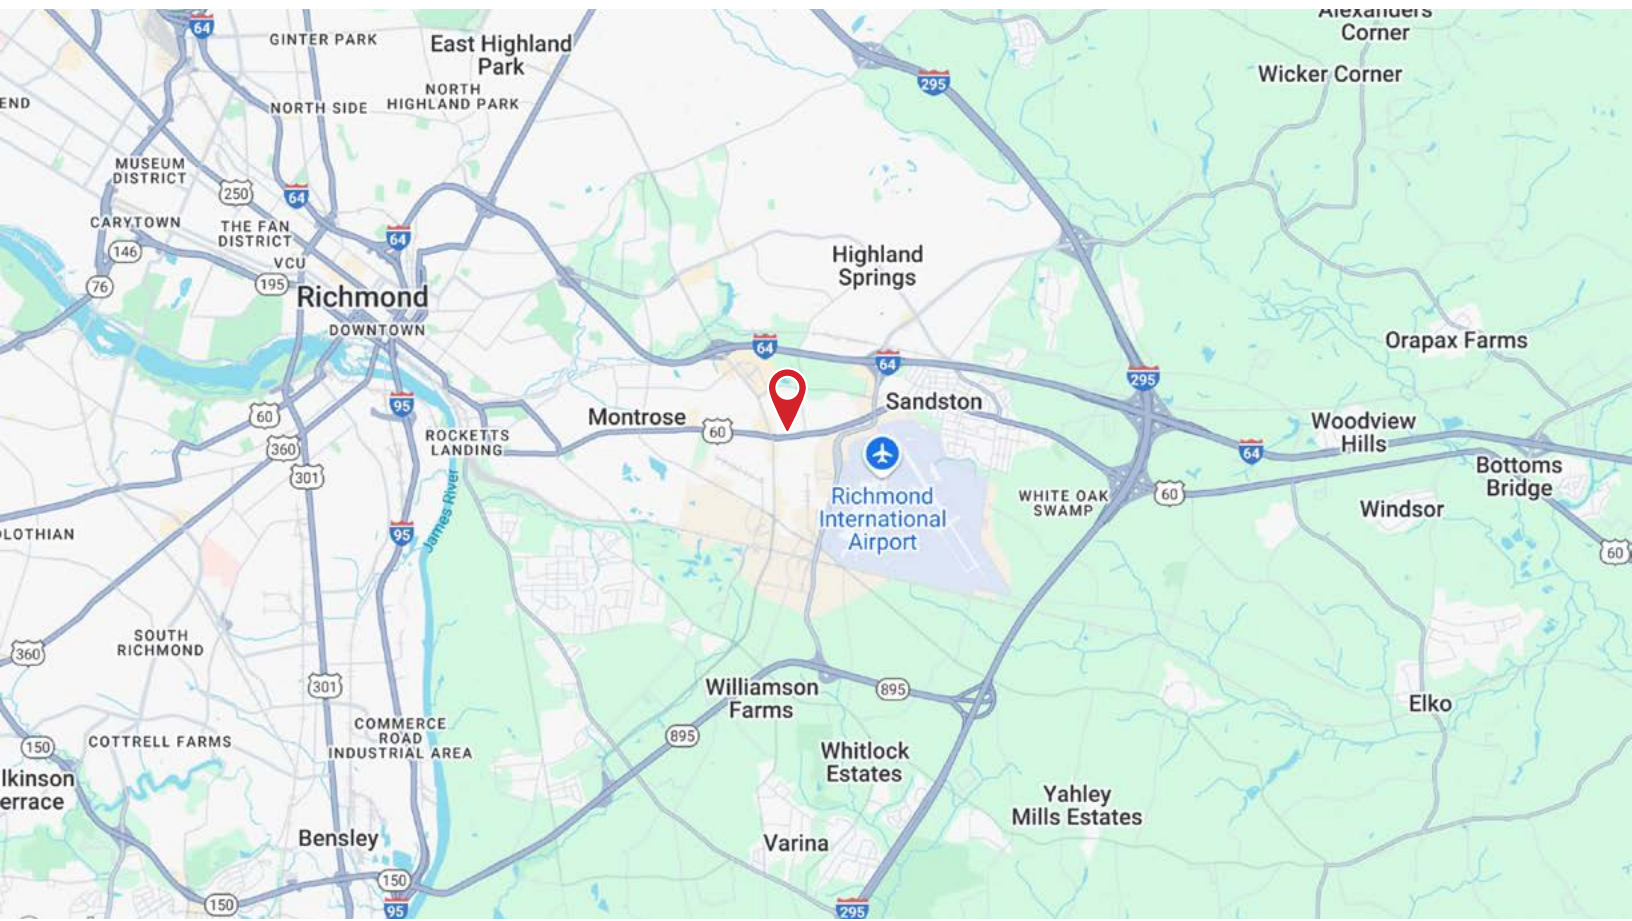 64
GINTER PARK
East Highland
Park
Alexanders
Corner
Wicker Corner
295
END
NORTH SIDE
NORTH
HIGHLAND PARK
MUSEUM
DISTRICT
250
64
CARYTOWN
THE FAN
DISTRICT
64
146
VCU
Highland
Springs
76
195
Richmond
DOWNTOWN
64
64
Orapax Farms
295
95
60
Montrose
60
Sandston
Woodview
Hills
360
ROCKETTS
LANDING
64
301
Bottoms
Bridge
Richmond
International
Airport
WHITE OAK
SWAMP
60
Windsor
James River
LOTHIAN
95
60
SOUTH
RICHMOND
360
301
Williamson
Farms
895
Elko
COMMERCE
ROAD
INDUSTRIAL AREA
895
150
COTTRELL FARMS
Whitlock
Estates
lkinson
errace
Yahley
Mills Estates
Bensley
Varina
150
150
95
295